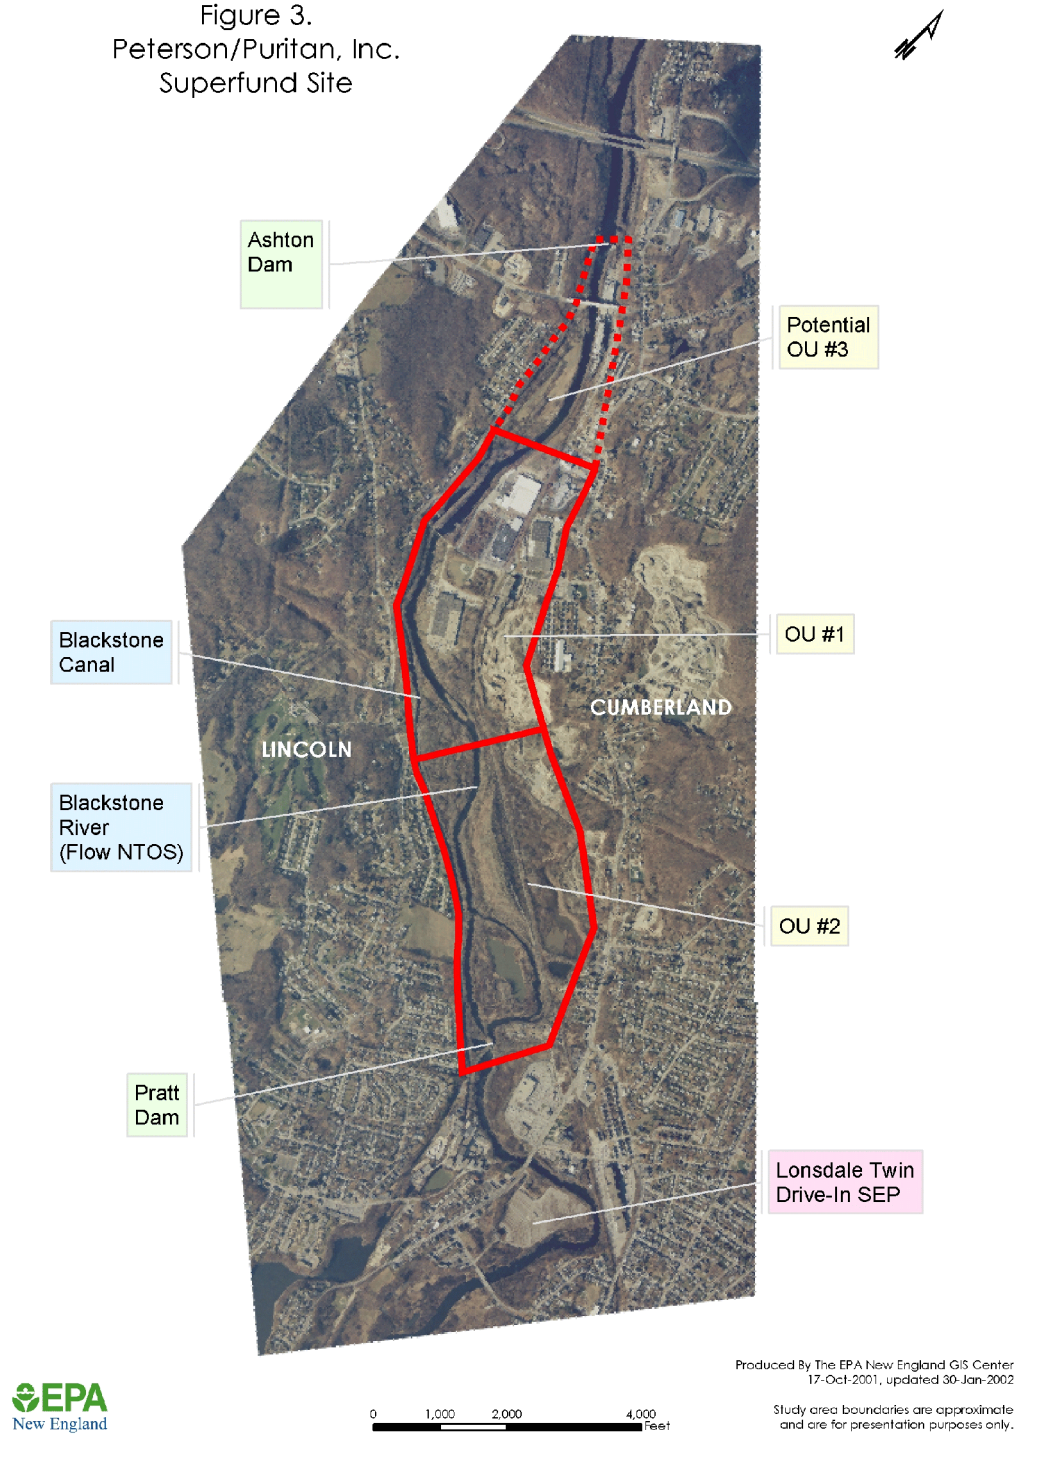 Figure 3.
Peterson/Puritan, Inc.
Superfund Site
N
Ashton
Dam
Potential
OU #3
OU #1
Blackstone
Canal
CUMBERLAND
LINCOLN
Blackstone
River
(Flow NTOS)
OU #2
Pratt
Dam
Lonsdale Twin
Drive-In SEP
Produced By The EPA New England GIS Center
17-Oct-2001, updated 30-Jan-2002
Study area boundaries are approximate
and are for presentation purposes only.
EPA
New England
0 1,000 2,000 4,000
Feet